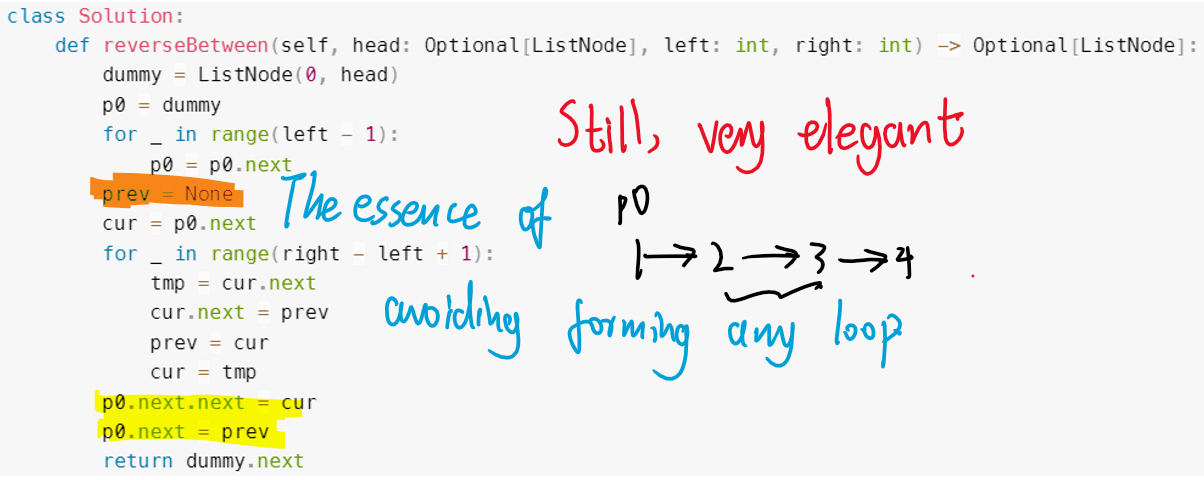 class Solution:
    def reverseBetween(self, head: Optional[ListNode], left: int, right: int) -> Optional[ListNode]:
        dummy = ListNode(0, head)
        p0 = dummy
        for _ in range(left - 1):
            p0 = p0.next
        prev = None
        cur = p0.next
        for _ in range(right - left + 1):
            tmp = cur.next
            cur.next = prev
            prev = cur
            cur = tmp
        p0.next.next = cur
        p0.next = prev
        return dummy.next
Still, very elegant
The essence of
avoiding forming any loop
p0
1→2→3→4